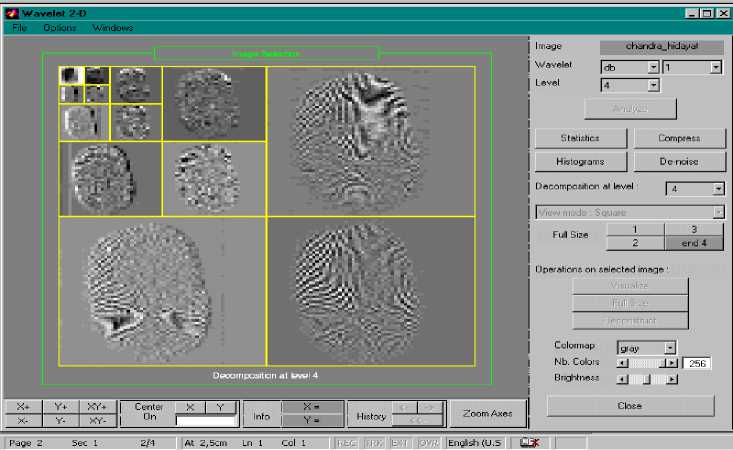 Wavelet 2-D
File Options Windows
Image Selection
Decomposition at level 4
Image chandra_hidayat
Wavelet db 1
Level 4
Analyze
Statistics Compress
Histograms De-noise
Decomposition at level : 4
View mode : Square
Full Size 1 3
2 end 4
Operations on selected image :
Visualize
Full Size
Reconstruct
Colormap gray
Nb. Colors 256
Brightness
Close
X+ Y+ XY+ Center X Y Info X = History <- -> Zoom Axes
X- Y- XY- On Y = <<-
Page 2 Sec 1 2/4 At 2,5cm Ln 1 Col 1 REC TRK EXT OVR English (U.S